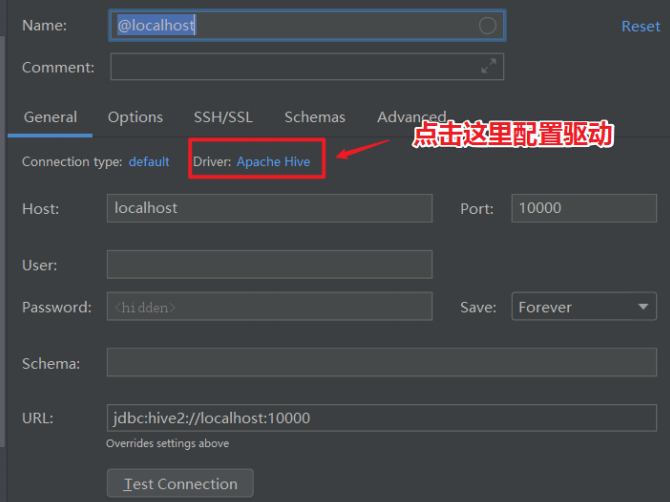 Name: @localhost Reset
Comment:
General Options SSH/SSL Schemas Advanced
点击这里配置驱动
Connection type: default Driver: Apache Hive
Host: localhost Port: 10000
User:
Password: <hidden> Save: Forever
Schema:
URL: jdbc:hive2://localhost:10000
Overrides settings above
Test Connection